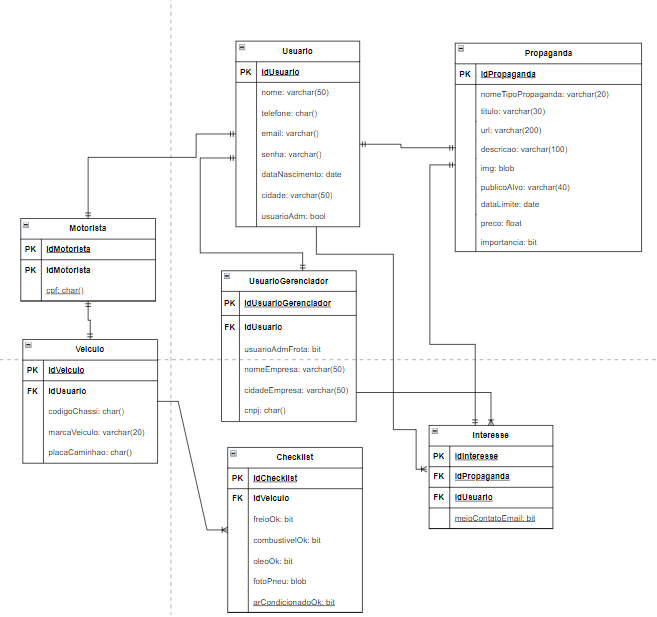 Usuario
PK IdUsuario
nome: varchar(50)
telefone: char()
email: varchar()
senha: varchar()
dataNascimento: date
cidade: varchar(50)
usuarioAdm: bool
Propaganda
PK IdPropaganda
nomeTipoPropaganda: varchar(20)
titulo: varchar(30)
url: varchar(200)
descricao: varchar(100)
img: blob
publicoAlvo: varchar(40)
dataLimite: date
preco: float
importancia: bit
Motorista
PK IdMotorista
PK IdMotorista
cpf: char()
UsuarioGerenciador
PK IdUsuarioGerenciador
FK IdUsuario
usuarioAdmFrota: bit
nomeEmpresa: varchar(50)
cidadeEmpresa: varchar(50)
cnpj: char()
Veiculo
PK IdVeiculo
FK IdUsuario
codigoChassi: char()
marcaVeiculo: varchar(20)
placaCaminhao: char()
Checklist
PK IdChecklist
FK IdVeiculo
freioOk: bit
combustivelOk: bit
oleoOk: bit
fotoPneu: blob
arCondicionadoOk: bit
Interesse
PK IdInteresse
FK IdPropaganda
FK IdUsuario
meioContatoEmail: bit